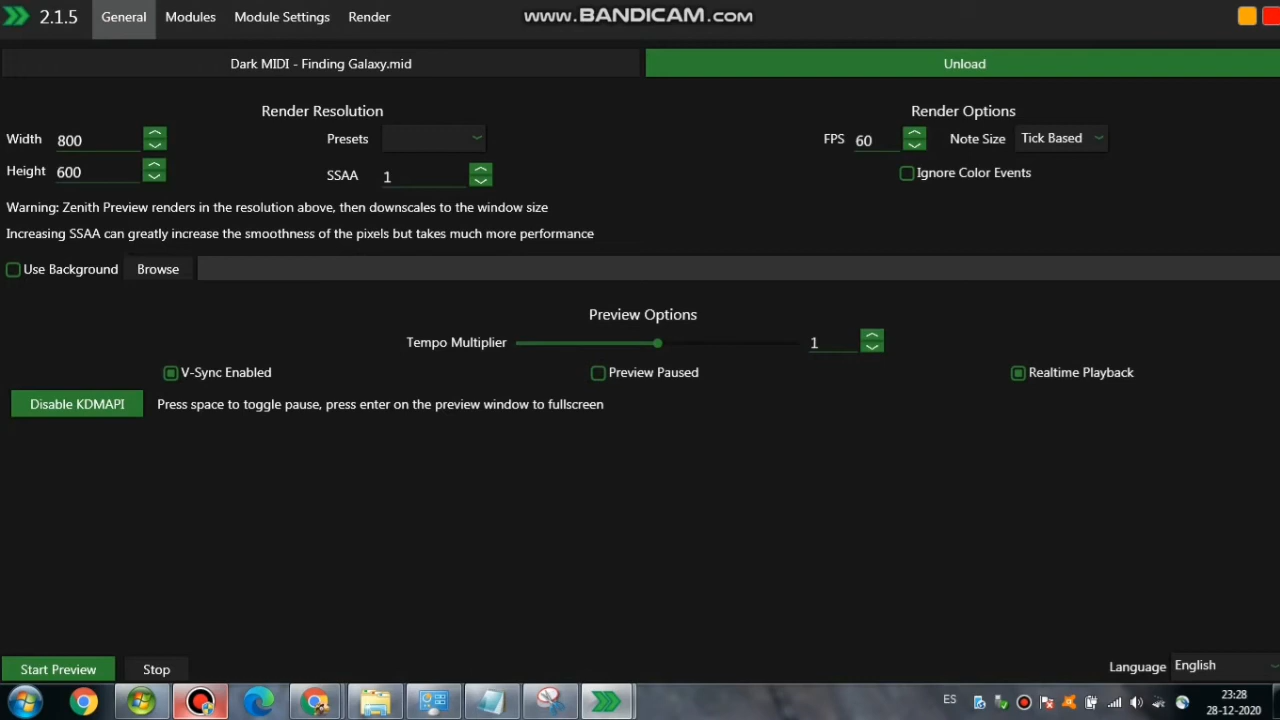 2.1.5 General Modules Module Settings Render www.BANDICAM.com
Dark MIDI - Finding Galaxy.mid Unload
Render Resolution Render Options
Width 800 Presets FPS 60 Note Size Tick Based
Height 600 SSAA 1 Ignore Color Events
Warning: Zenith Preview renders in the resolution above, then downscales to the window size
Increasing SSAA can greatly increase the smoothness of the pixels but takes much more performance
Use Background Browse
Preview Options
Tempo Multiplier 1
V-Sync Enabled Preview Paused Realtime Playback
Disable KDMAPI Press space to toggle pause, press enter on the preview window to fullscreen
Start Preview Stop Language English
ES 23:28
28-12-2020